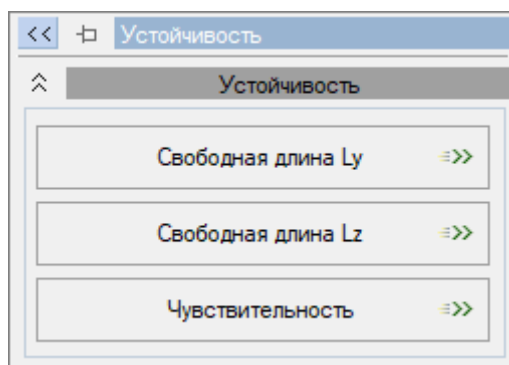 << Устойчивость
Устойчивость
Свободная длина Ly
Свободная длина Lz
Чувствительность